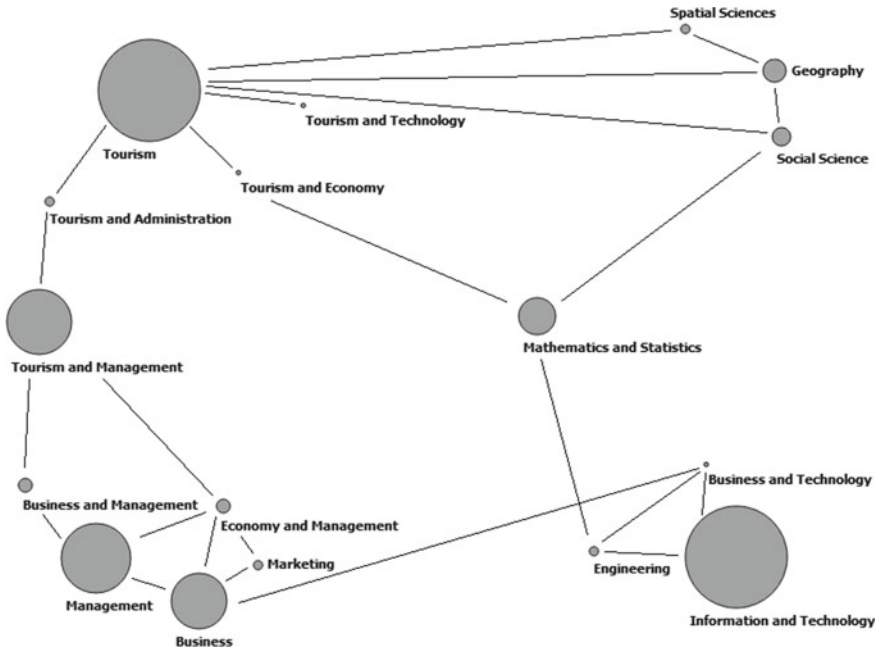 Spatial Sciences
Geography
Tourism and Technology
Tourism
Social Science
Tourism and Economy
Tourism and Administration
Mathematics and Statistics
Tourism and Management
Business and Technology
Business and Management
Economy and Management
Marketing
Engineering
Management
Information and Technology
Business